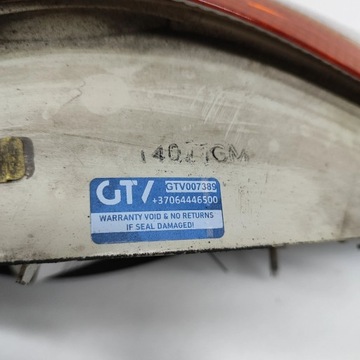 GTV
GTV007389
+37064446500
WARRANTY VOID & NO RETURNS
IF SEAL DAMAGED!